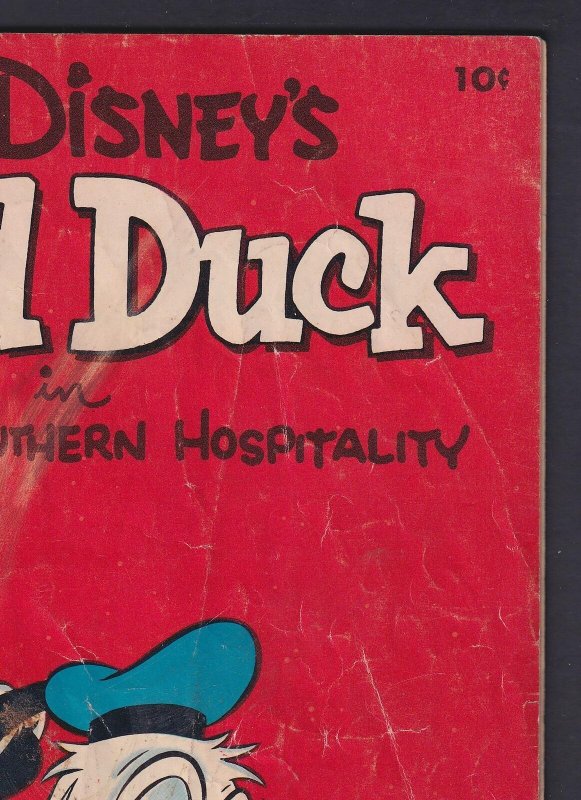 10¢
DISNEY'S
d Duck
in
UTHERN HOSPITALITY